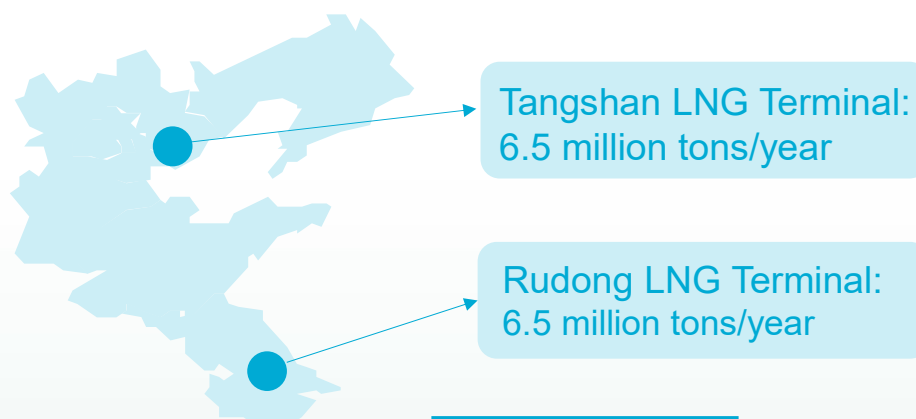 Tangshan LNG Terminal:
6.5 million tons/year
Rudong LNG Terminal:
6.5 million tons/year